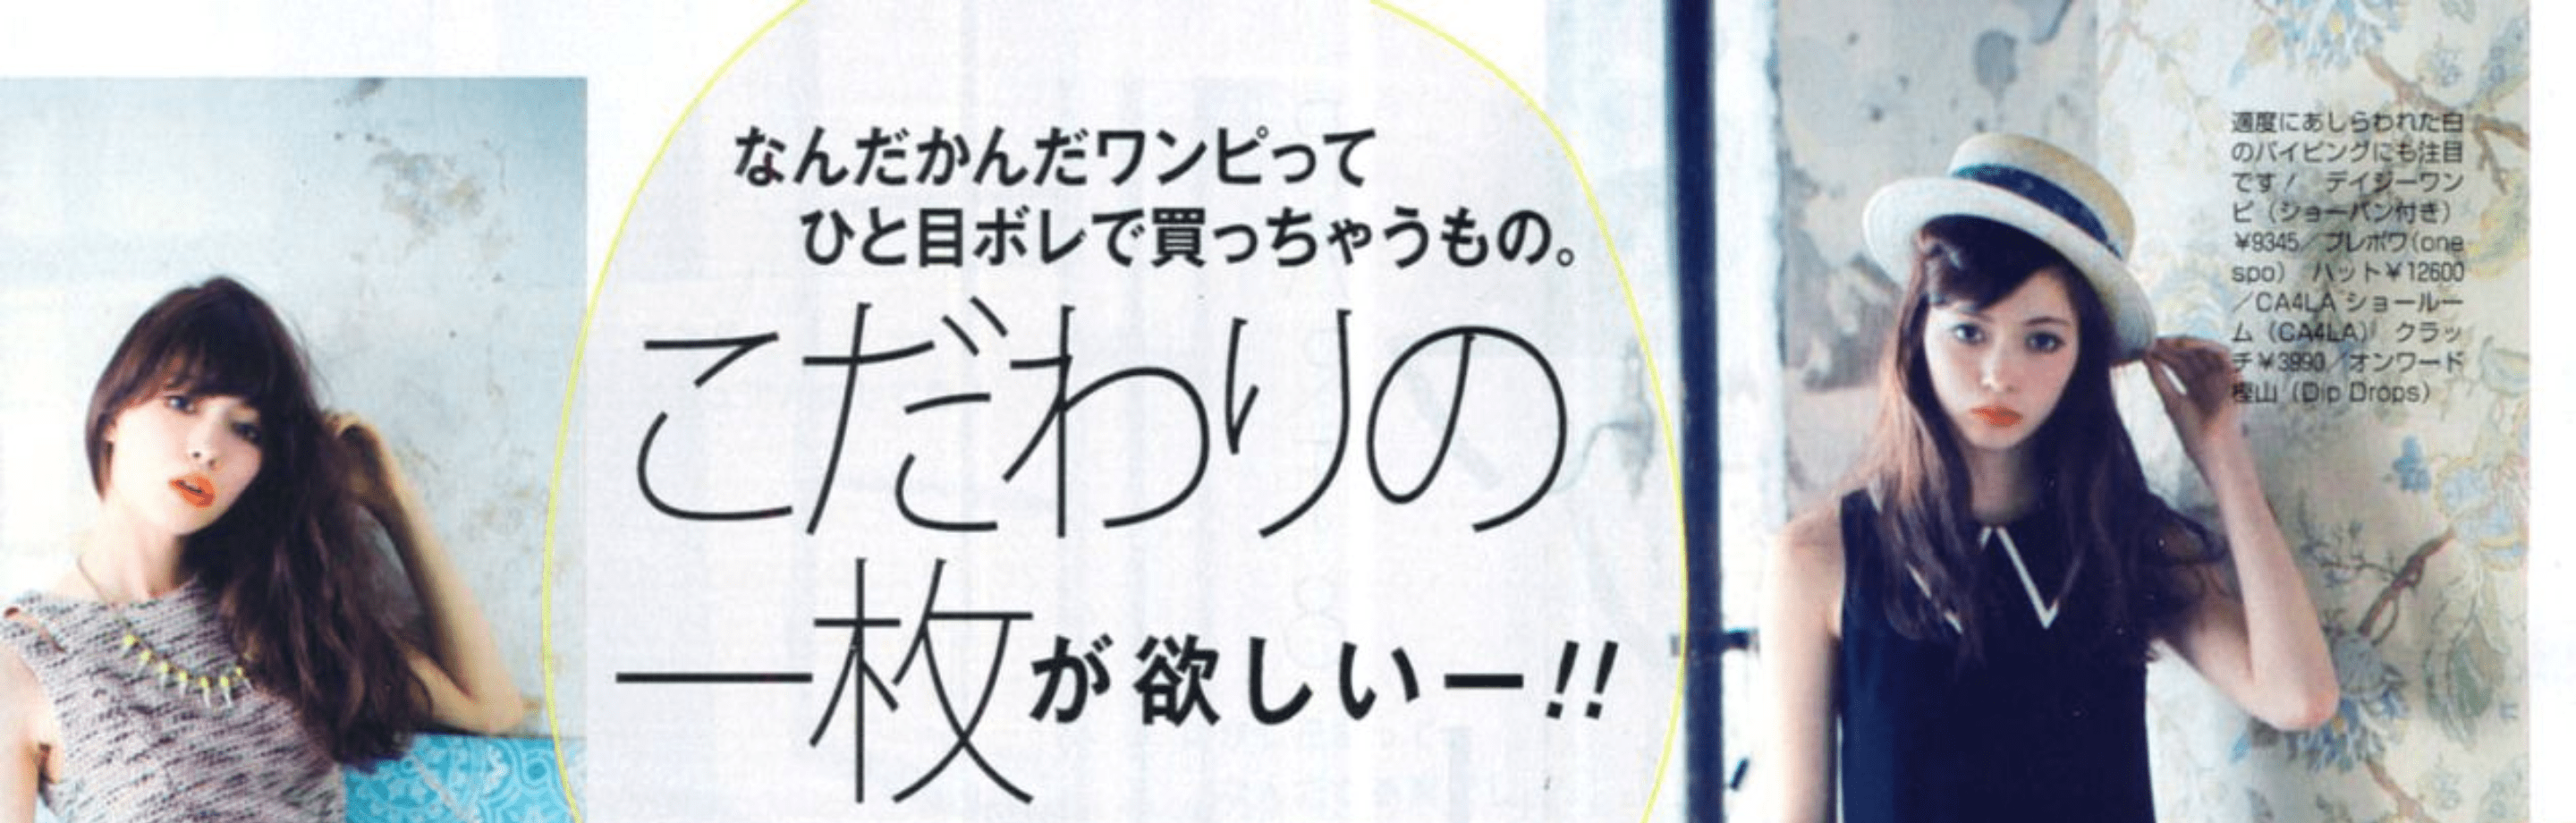 なんだかんだワンピって
ひと目ボレで買っちゃうもの。
こだわりの
一枚が欲しいー!!
適度にあしらわれた白
のパイピングにも注目
です! デイジーワン
ピ(ショーパン付き)
¥9345/プレポワ(one
spo) ハット¥12600
/CA4LA ショールー
ム(CA4LA) クラッ
チ¥3990/オンワード
樫山(Dip Drops)